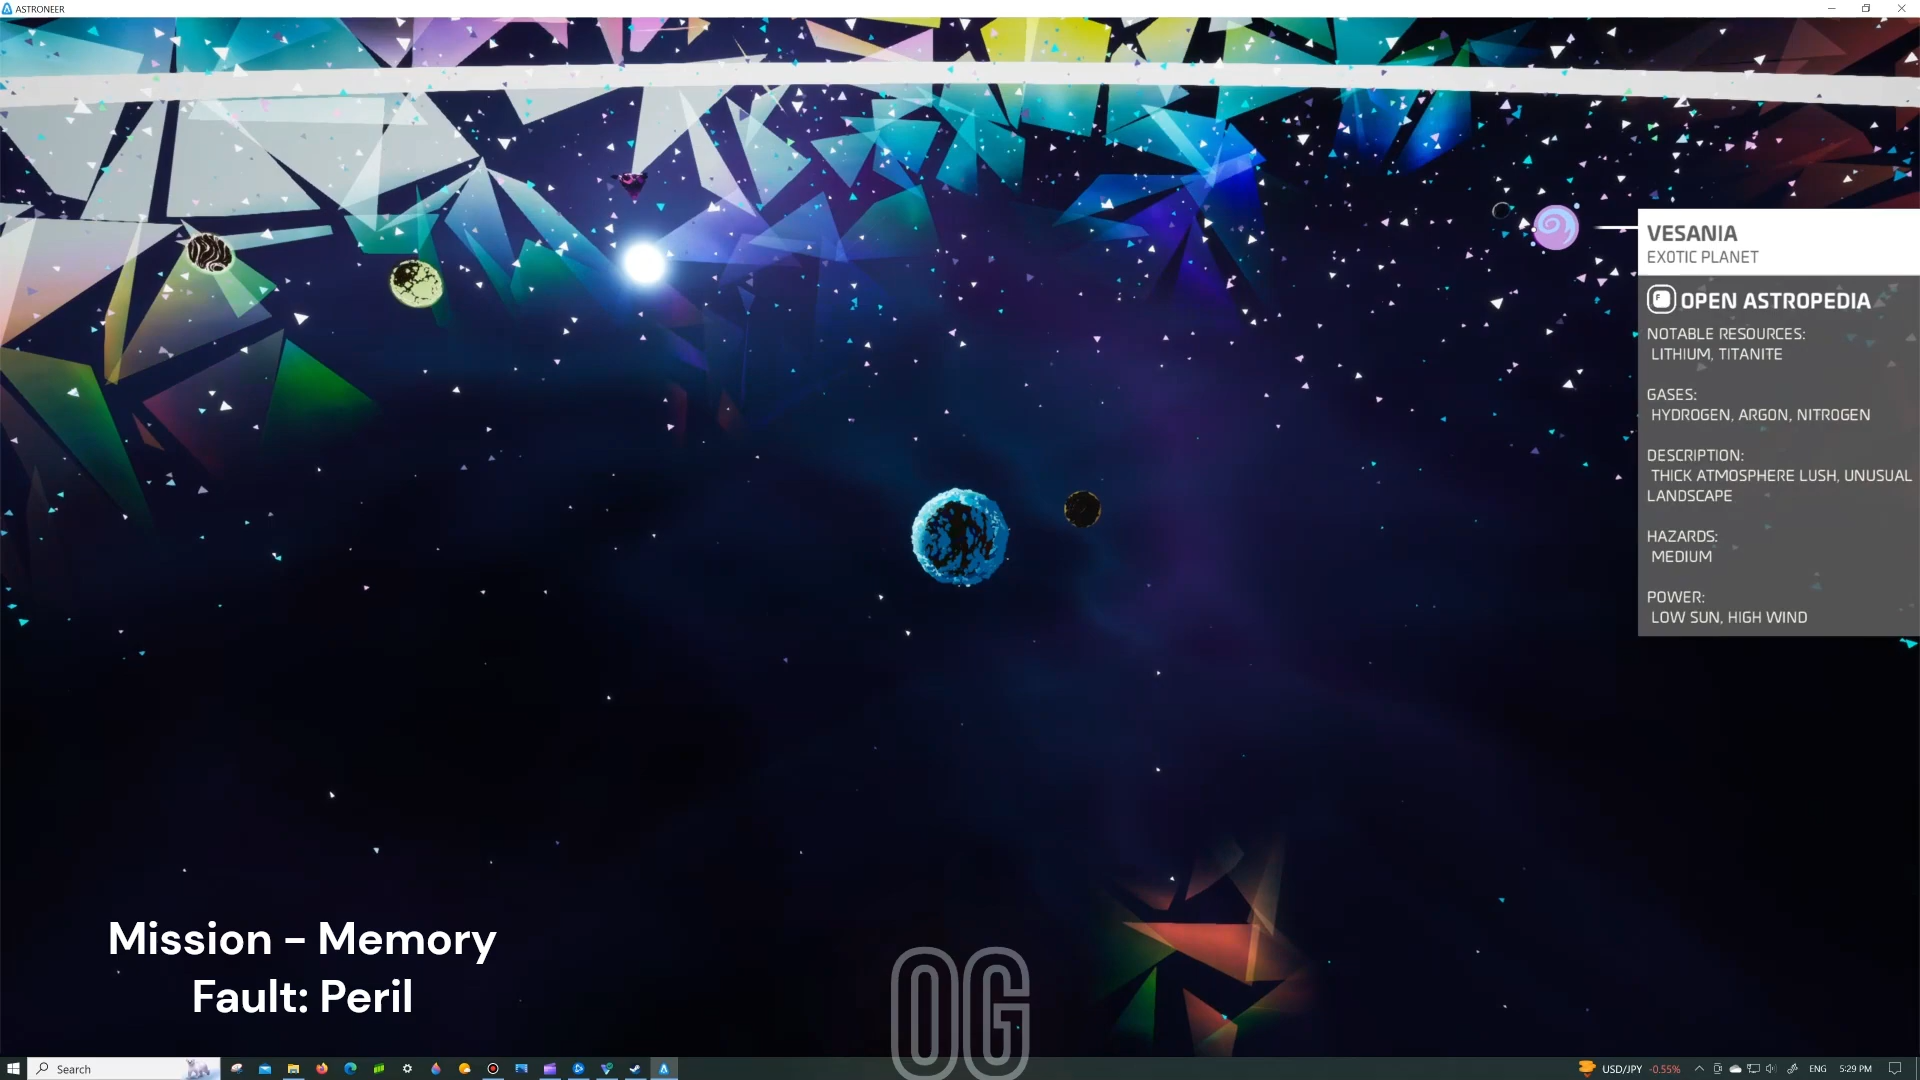 ASTRONEER
VESANIA
EXOTIC PLANET
F OPEN ASTROPEDIA
NOTABLE RESOURCES:
LITHIUM, TITANITE
GASES:
HYDROGEN, ARGON, NITROGEN
DESCRIPTION:
THICK ATMOSPHERE LUSH, UNUSUAL
LANDSCAPE
HAZARDS:
MEDIUM
POWER:
LOW SUN, HIGH WIND
Mission - Memory
Fault: Peril
OG
Search
USD/JPY -0.55%
ENG
5:29 PM